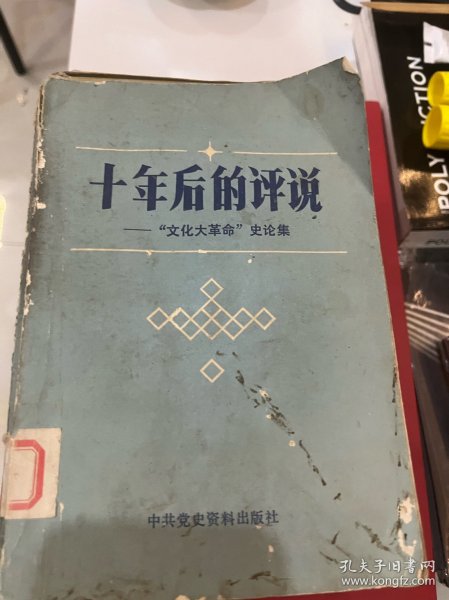 十年后的评说
——“文化大革命”史论集
中共党史资料出版社
POLY
CTION
孔夫子旧书网
www.kongfz.com